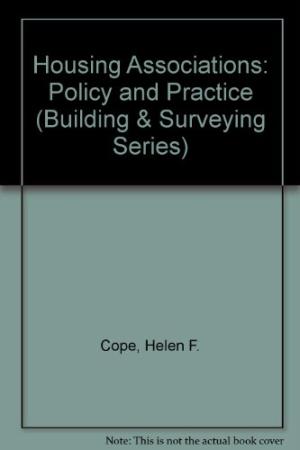 Housing Associations:
Policy and Practice
(Building & Surveying
Series)
Cope, Helen F.
Note: This is not the actual book cover